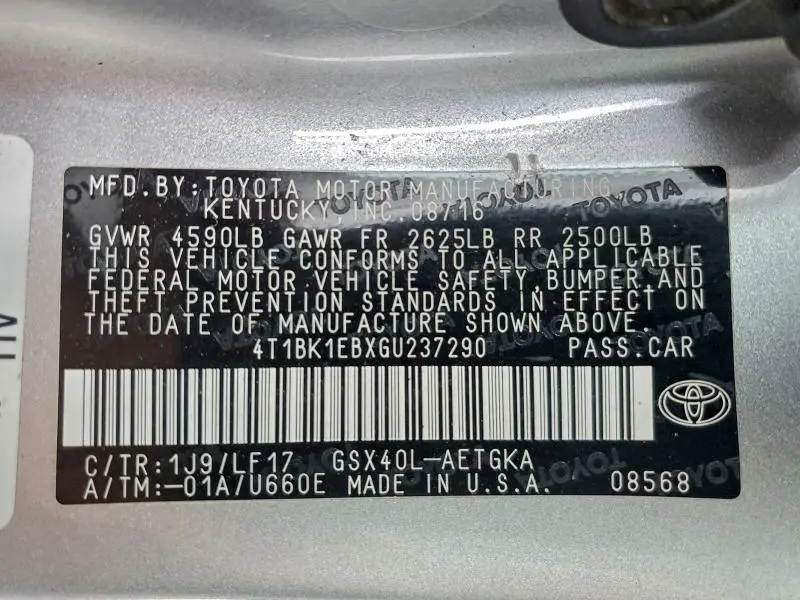 MFD.BY:TOYOTA MOTOR MANUFACTURING
KENTUCKY,INC.08/16
GVWR 4590LB GAWR FR 2625LB RR 2500LB
THIS VEHICLE CONFORMS TO ALL APPLICABLE
FEDERAL MOTOR VEHICLE SAFETY,BUMPER,AND
THEFT PREVENTION STANDARDS IN EFFECT ON
THE DATE OF MANUFACTURE SHOWN ABOVE.
4T1BK1EBXGU237290 PASS.CAR
C/TR:1J9/LF17 GSX40L-AETGKA
A/TM:-01A/U660E MADE IN U.S.A. 08568